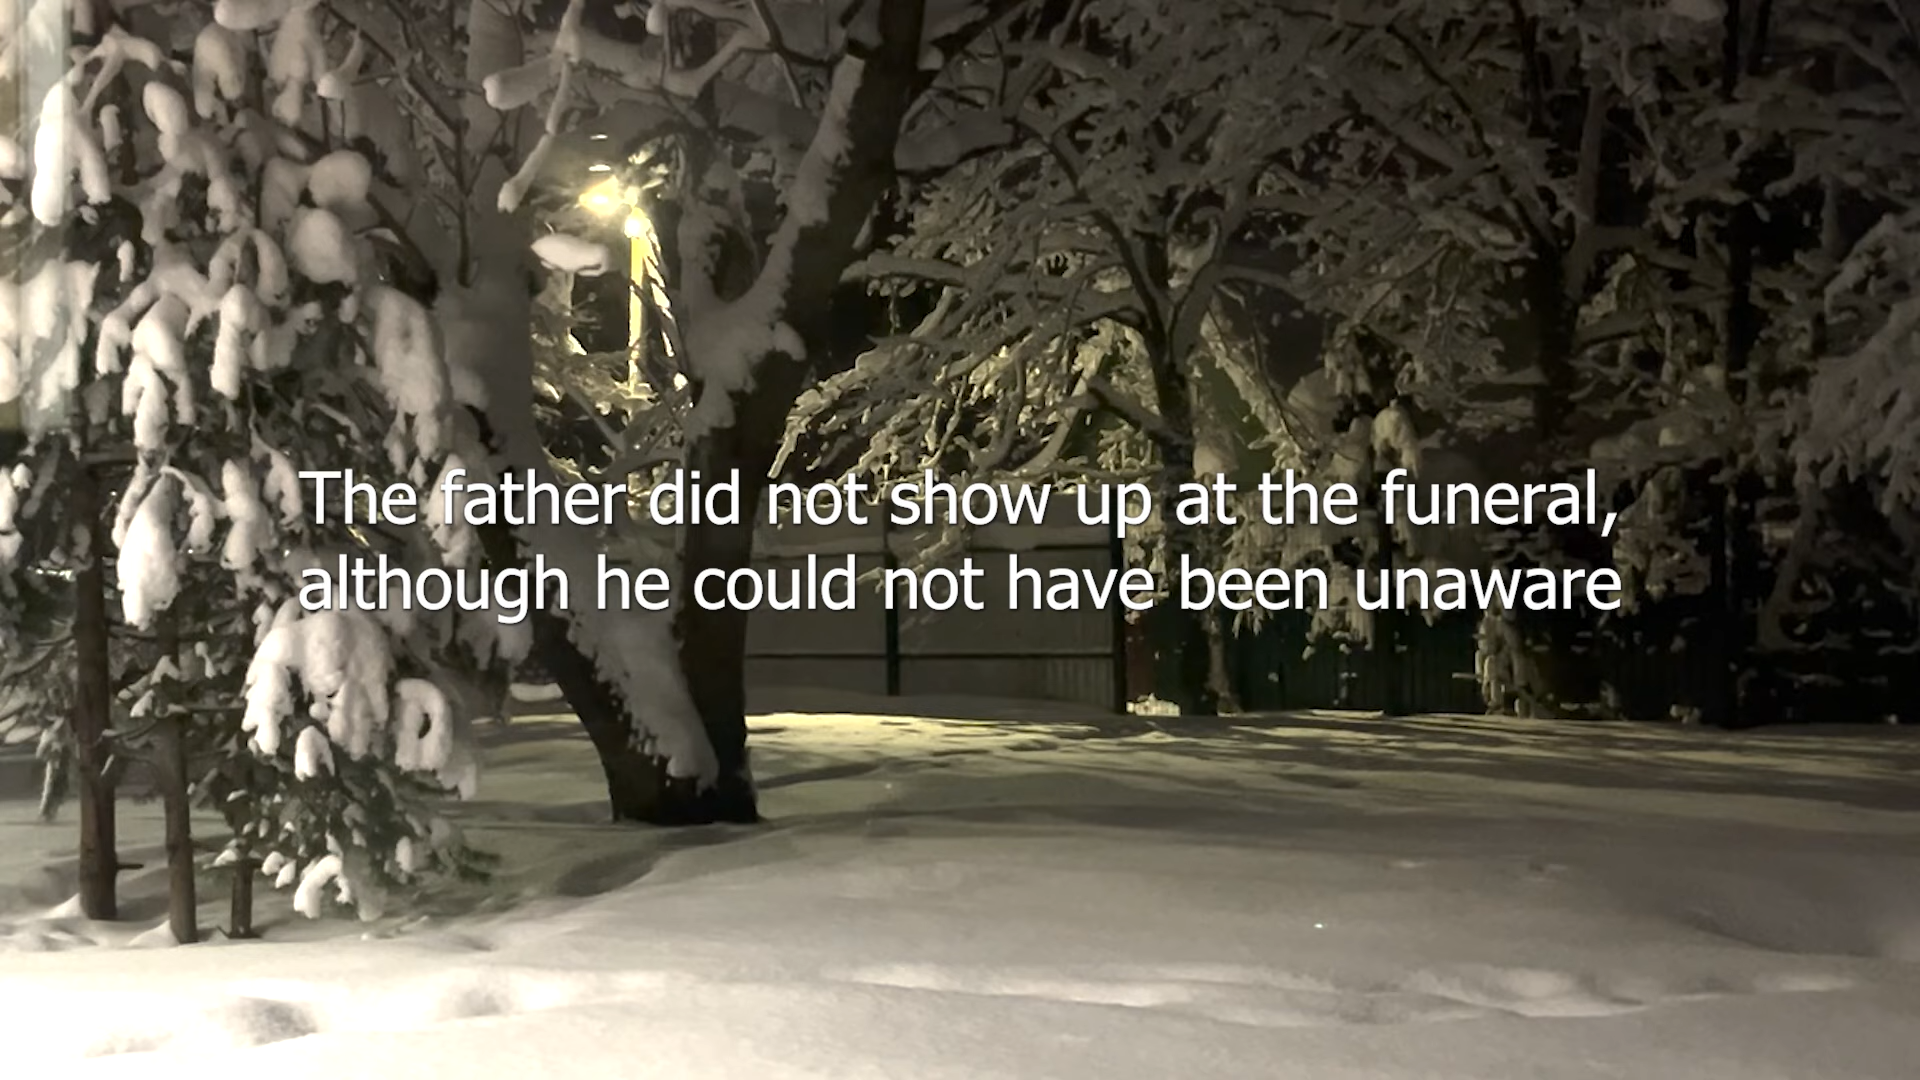 The father did not show up at the funeral,
although he could not have been unaware